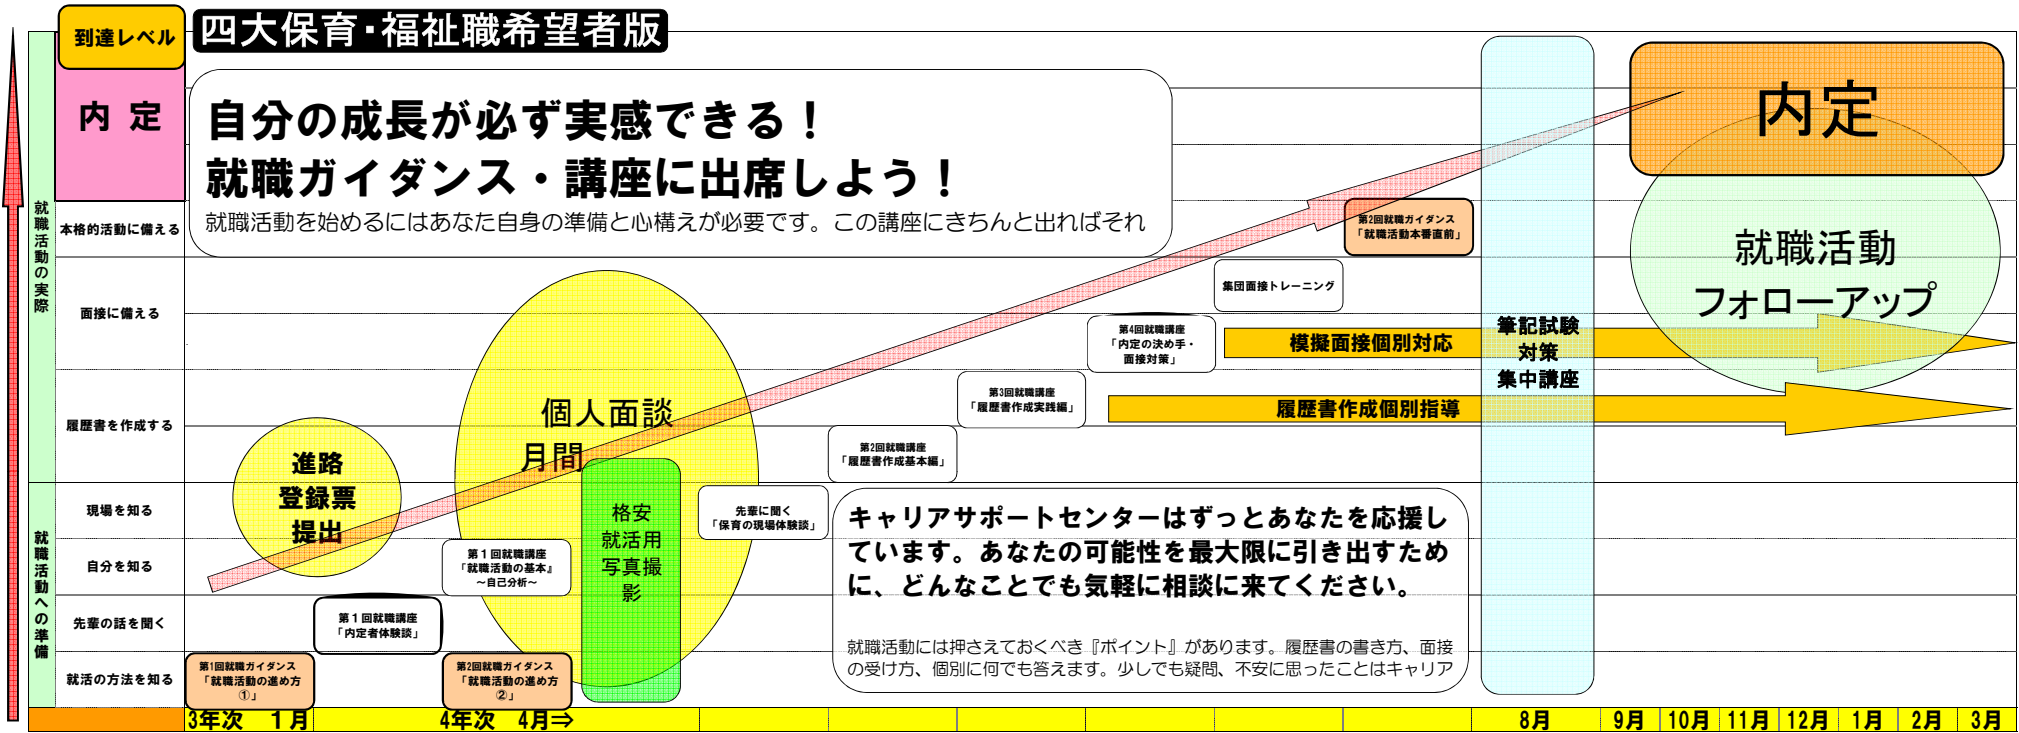 到達レベル
四大保育･福祉職希望者版
内 定
自分の成長が必ず実感できる！
就職ガイダンス・講座に出席しよう！
就職活動を始めるにはあなた自身の準備と心構えが必要です。この講座にきちんと出ればそれ
内定
就職活動
フォローアップ
就職活動の実際
本格的活動に備える
面接に備える
履歴書を作成する
就職活動への準備
現場を知る
自分を知る
先輩の話を聞く
就活の方法を知る
進路
登録票
提出
個人面談
月間
格安
就活用
写真撮
影
第1回就職ガイダンス
「就職活動の進め方
①」
第１回就職講座
「内定者体験談」
第１回就職講座
「就職活動の基本』
～自己分析～
第2回就職ガイダンス
「就職活動の進め方
②」
先輩に聞く
「保育の現場体験談」
第2回就職講座
「履歴書作成基本編」
第3回就職講座
「履歴書作成実践編」
第4回就職講座
「内定の決め手・
面接対策」
集団面接トレーニング
第2回就職ガイダンス
「就職活動本番直前」
模擬面接個別対応
履歴書作成個別指導
筆記試験
対策
集中講座
キャリアサポートセンターはずっとあなたを応援し
ています。あなたの可能性を最大限に引き出すため
に、どんなことでも気軽に相談に来てください。
就職活動には押さえておくべき『ポイント』があります。履歴書の書き方、面接
の受け方、個別に何でも答えます。少しでも疑問、不安に思ったことはキャリア
3年次 １月
4年次 4月⇒
8月
9月
10月
11月
12月
1月
2月
3月